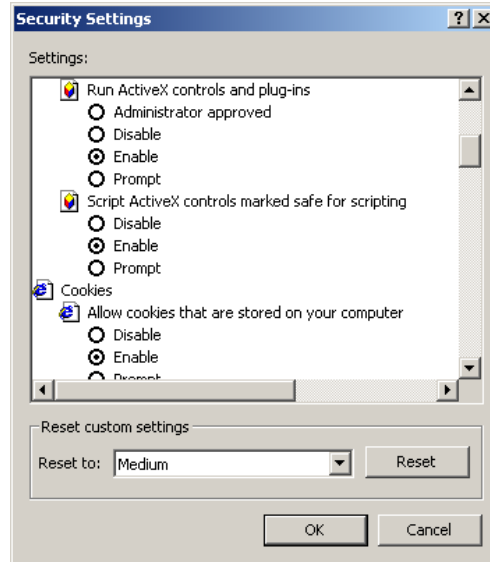 Security Settings
Settings:
Run ActiveX controls and plug-ins
Administrator approved
Disable
Enable
Prompt
Script ActiveX controls marked safe for scripting
Disable
Enable
Prompt
Cookies
Allow cookies that are stored on your computer
Disable
Enable
Prompt
Reset custom settings
Reset to: Medium Reset
OK Cancel